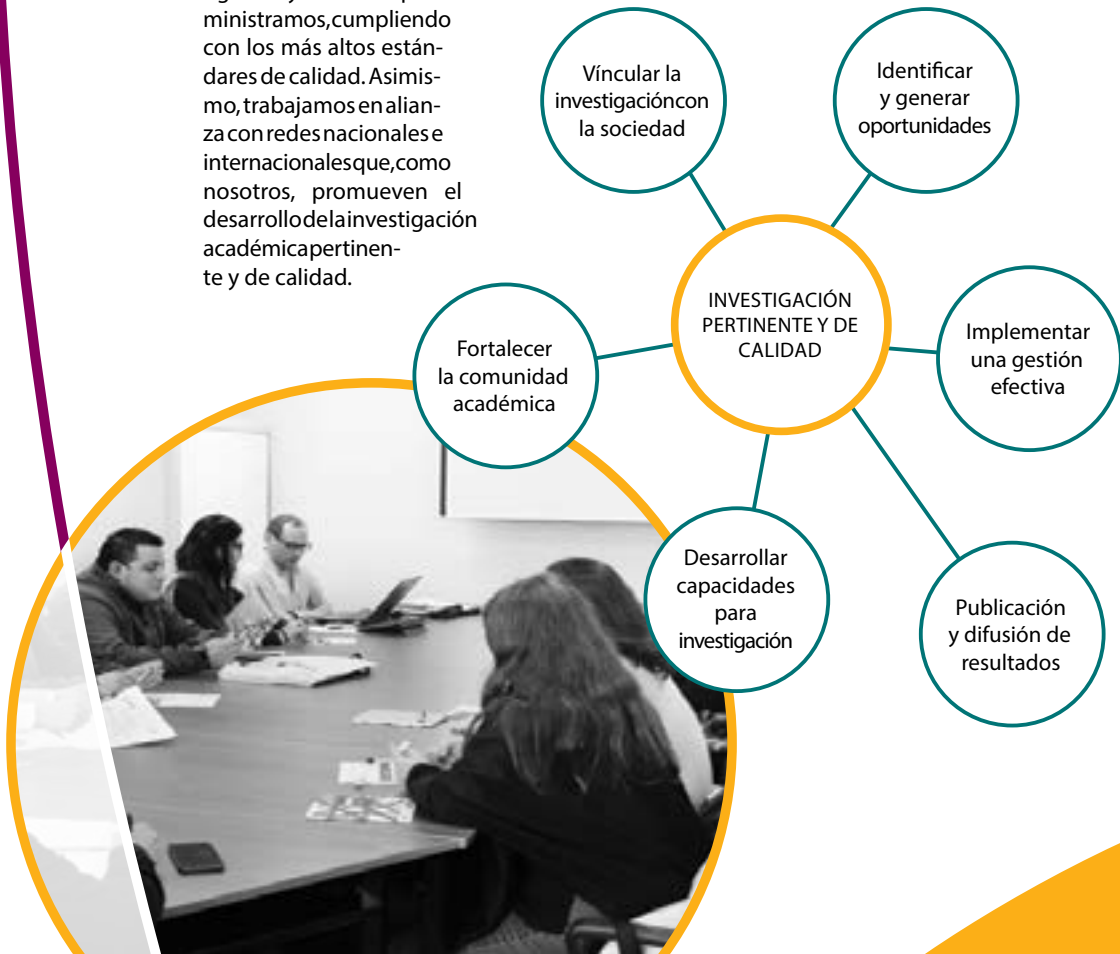 ministramos, cumpliendo
con los más altos están-
dares de calidad. Asimis-
mo, trabajamos en alian-
za con redes nacionales e
internacionales que, como
nosotros, promueven el
desarrollo de la investigación
académica pertinen-
te y de calidad.
Víncular la
investigación con
la sociedad
Identificar
y generar
oportunidades
INVESTIGACIÓN
PERTINENTE Y DE
CALIDAD
Fortalecer
la comunidad
académica
Implementar
una gestión
efectiva
Desarrollar
capacidades
para
investigación
Publicación
y difusión de
resultados